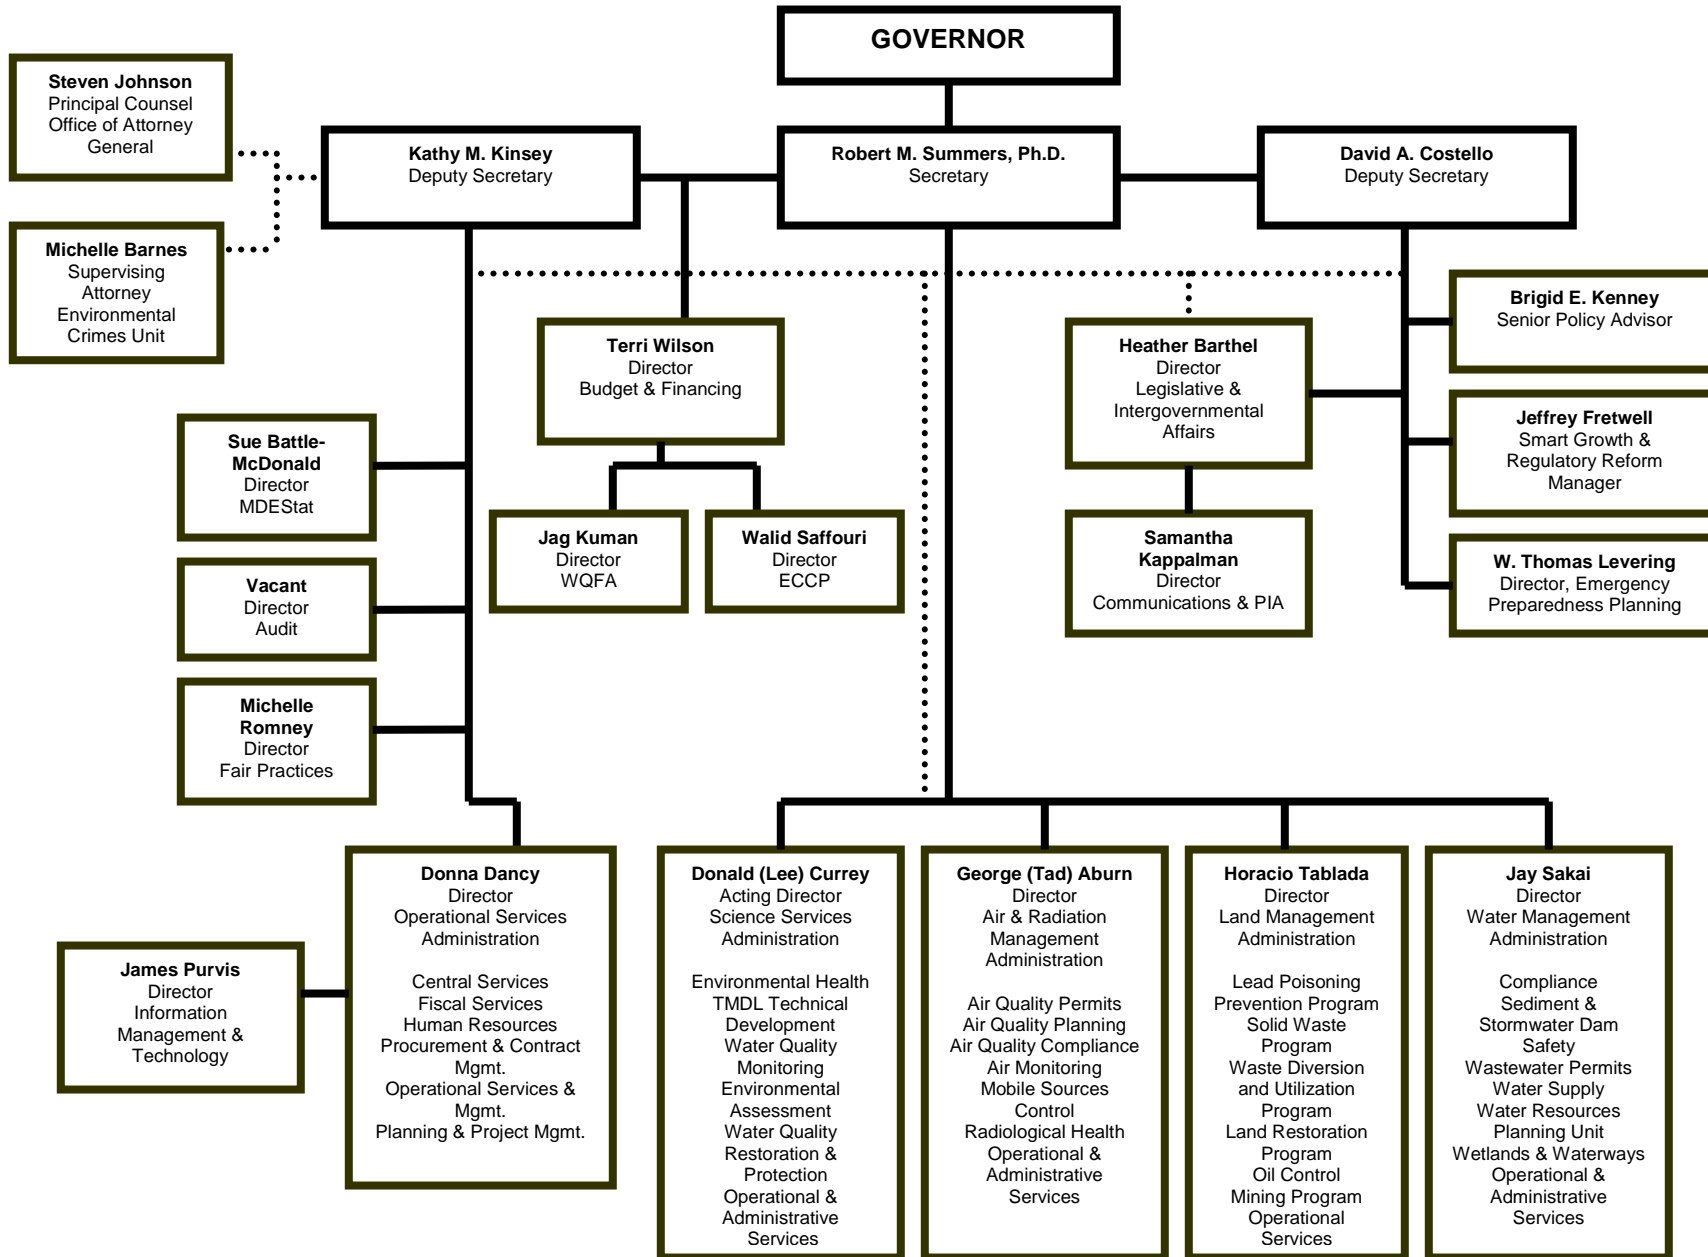 GOVERNOR
Steven Johnson
Principal Counsel
Office of Attorney
General
Kathy M. Kinsey
Deputy Secretary
Robert M. Summers, Ph.D.
Secretary
David A. Costello
Deputy Secretary
Michelle Barnes
Supervising
Attorney
Environmental
Crimes Unit
Brigid E. Kenney
Senior Policy Advisor
Terri Wilson
Director
Budget & Financing
Heather Barthel
Director
Legislative &
Intergovernmental
Affairs
Jeffrey Fretwell
Smart Growth &
Regulatory Reform
Manager
Sue Battle-
McDonald
Director
MDEStat
Jag Kuman
Director
WQFA
Walid Saffouri
Director
ECCP
Samantha
Kappalman
Director
Communications & PIA
W. Thomas Levering
Director, Emergency
Preparedness Planning
Vacant
Director
Audit
Michelle
Romney
Director
Fair Practices
Donna Dancy
Director
Operational Services
Administration
Central Services
Fiscal Services
Human Resources
Procurement & Contract
Mgmt.
Operational Services &
Mgmt.
Planning & Project Mgmt.
James Purvis
Director
Information
Management &
Technology
Donald (Lee) Currey
Acting Director
Science Services
Administration
Environmental Health
TMDL Technical
Development
Water Quality
Monitoring
Environmental
Assessment
Water Quality
Restoration &
Protection
Operational &
Administrative
Services
George (Tad) Aburn
Director
Air & Radiation
Management
Administration
Air Quality Permits
Air Quality Planning
Air Quality Compliance
Air Monitoring
Mobile Sources
Control
Radiological Health
Operational &
Administrative
Services
Horacio Tablada
Director
Land Management
Administration
Lead Poisoning
Prevention Program
Solid Waste
Program
Waste Diversion
and Utilization
Program
Land Restoration
Program
Oil Control
Mining Program
Operational
Services
Jay Sakai
Director
Water Management
Administration
Compliance
Sediment &
Stormwater Dam
Safety
Wastewater Permits
Water Supply
Water Resources
Planning Unit
Wetlands & Waterways
Operational &
Administrative
Services